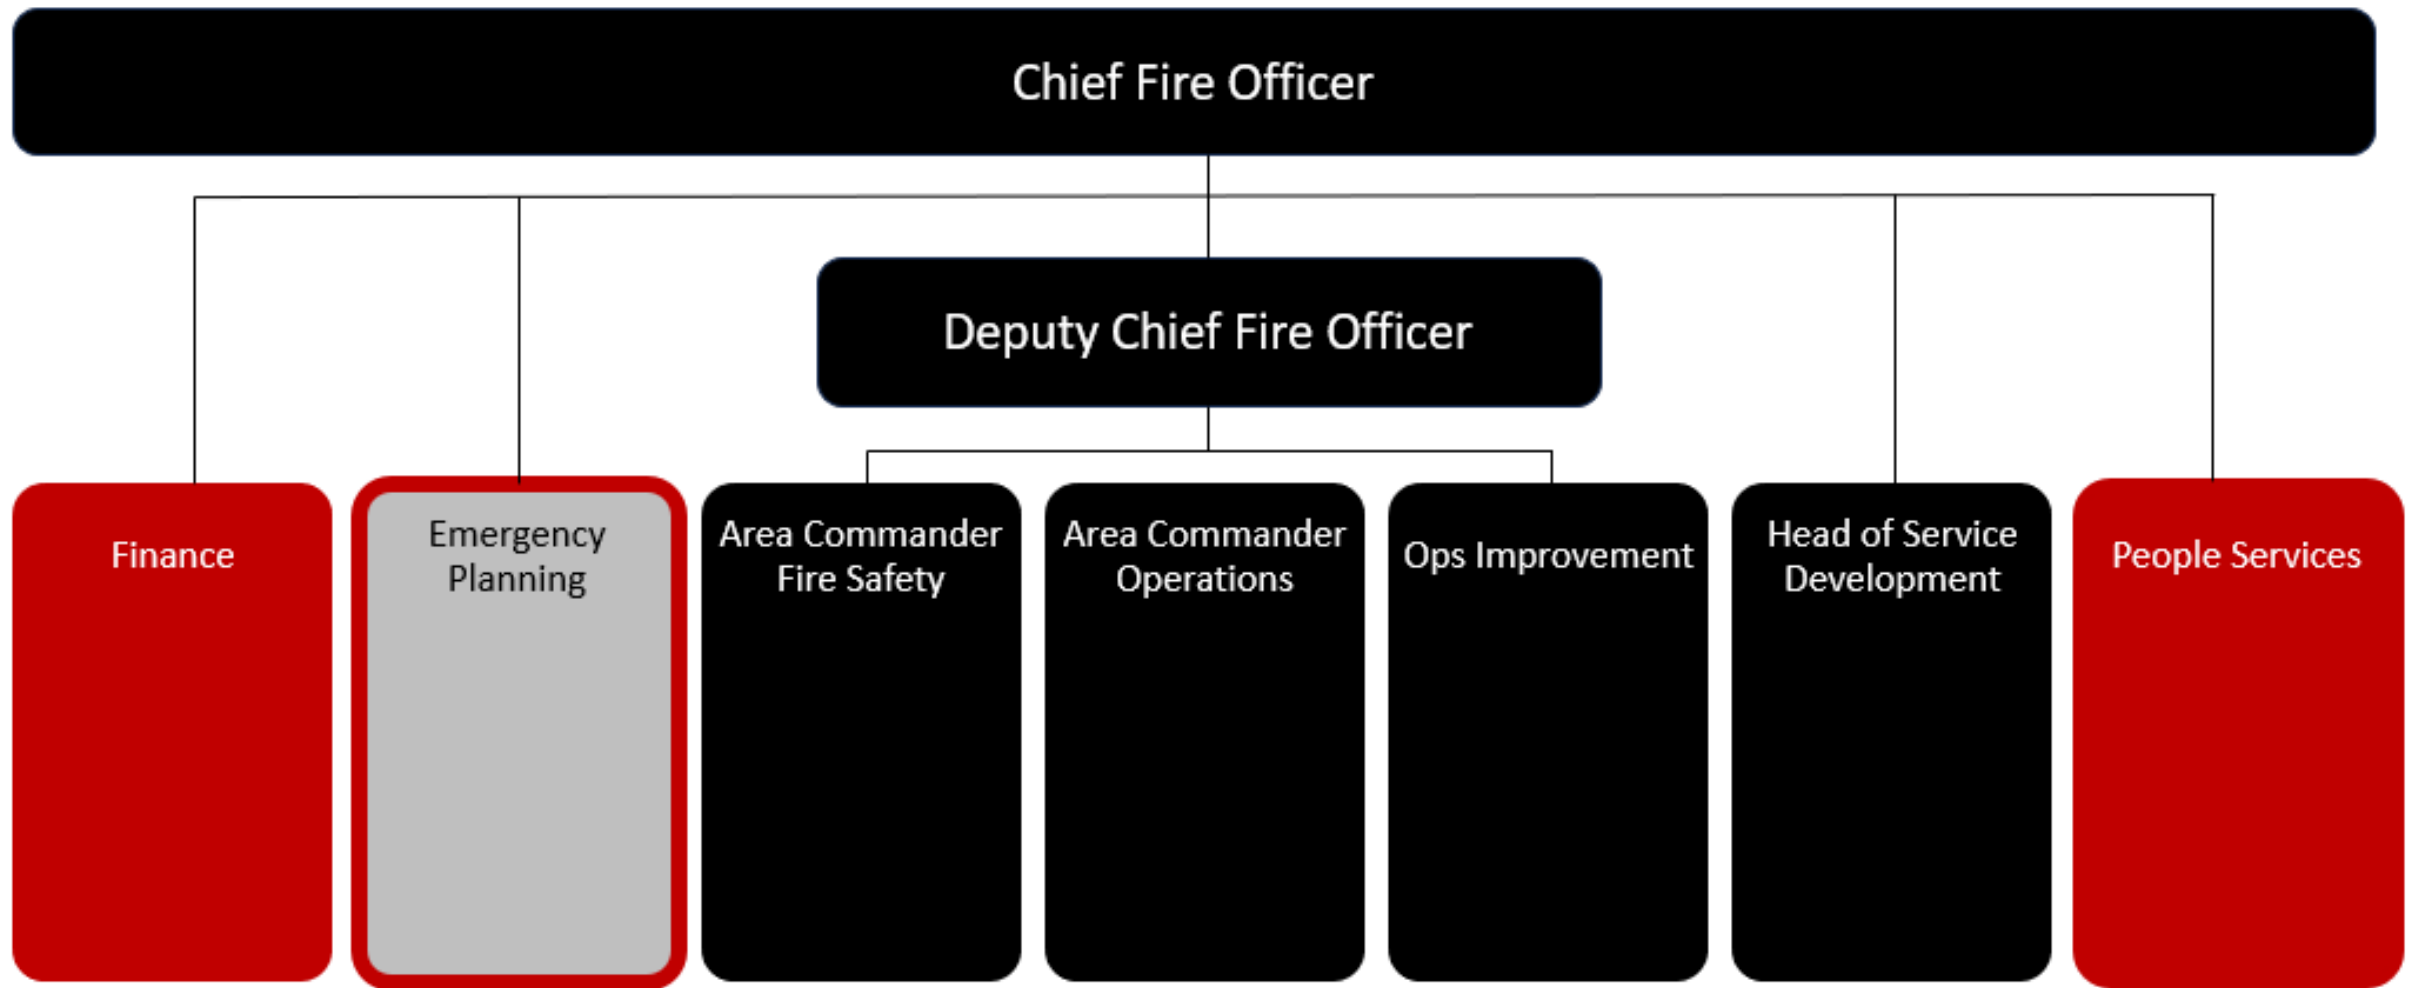 Chief Fire Officer
Deputy Chief Fire Officer
Finance
Emergency
Planning
Area Commander
Fire Safety
Area Commander
Operations
Ops Improvement
Head of Service
Development
People Services